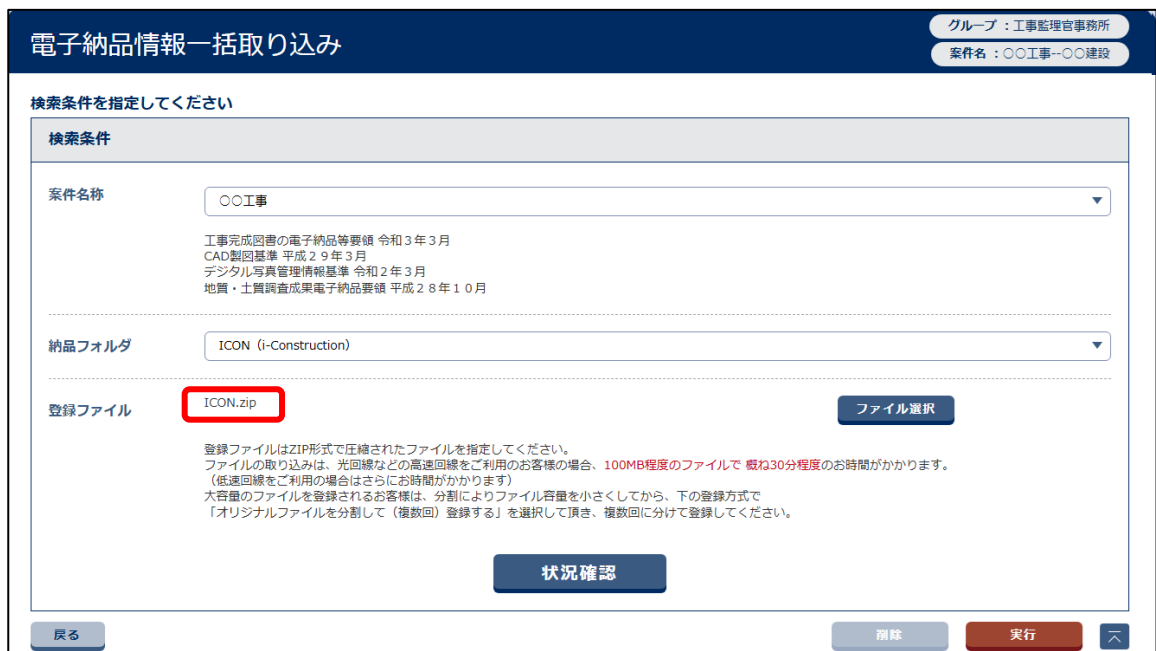 電子納品情報一括取り込み
グループ ：工事監理官事務所
案件名 ：○○工事--○○建設
検索条件を指定してください
検索条件
案件名称
○○工事
工事完成図書の電子納品等要領 令和３年３月
CAD製図基準 平成２９年３月
デジタル写真管理情報基準 令和２年３月
地質・土質調査成果電子納品要領 平成２８年１０月
納品フォルダ
ICON（i-Construction）
登録ファイル
ICON.zip
ファイル選択
登録ファイルはZIP形式で圧縮されたファイルを指定してください。
ファイルの取り込みは、光回線などの高速回線をご利用のお客様の場合、100MB程度のファイルで 概ね30分程度のお時間がかかります。
（低速回線をご利用の場合はさらにお時間がかかります）
大容量のファイルを登録されるお客様は、分割によりファイル容量を小さくしてから、下の登録方式で
「オリジナルファイルを分割して（複数回）登録する」を選択して頂き、複数回に分けて登録してください。
状況確認
戻る
削除
実行